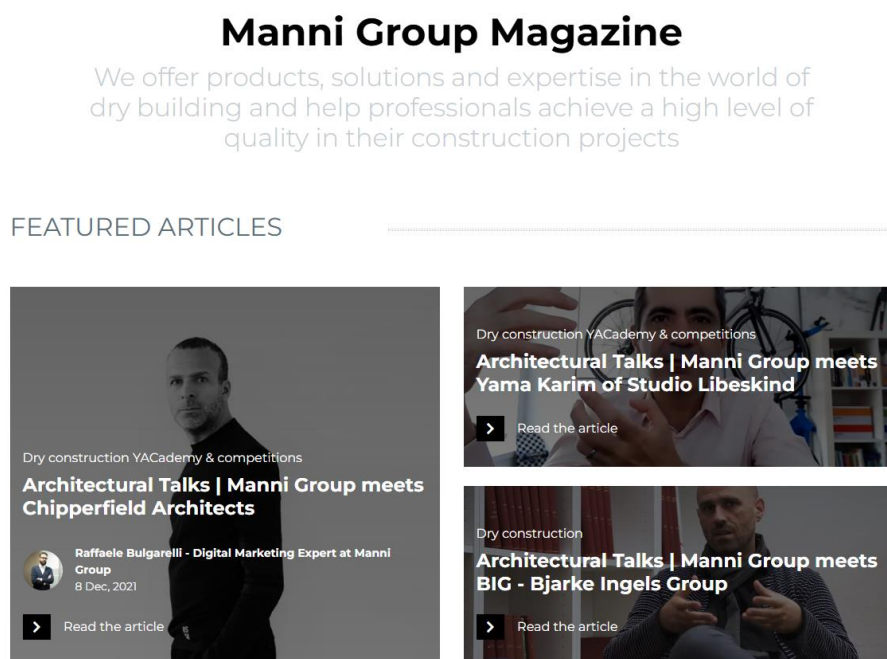 Manni Group Magazine
We offer products, solutions and expertise in the world of
dry building and help professionals achieve a high level of
quality in their construction projects
FEATURED ARTICLES
Dry construction YACademy & competitions
Architectural Talks | Manni Group meets
Chipperfield Architects
Raffaele Bulgarelli - Digital Marketing Expert at Manni
Group
8 Dec, 2021
Read the article
Dry construction YACademy & competitions
Architectural Talks | Manni Group meets
Yama Karim of Studio Libeskind
Read the article
Dry construction
Architectural Talks | Manni Group meets
BIG - Bjarke Ingels Group
Read the article